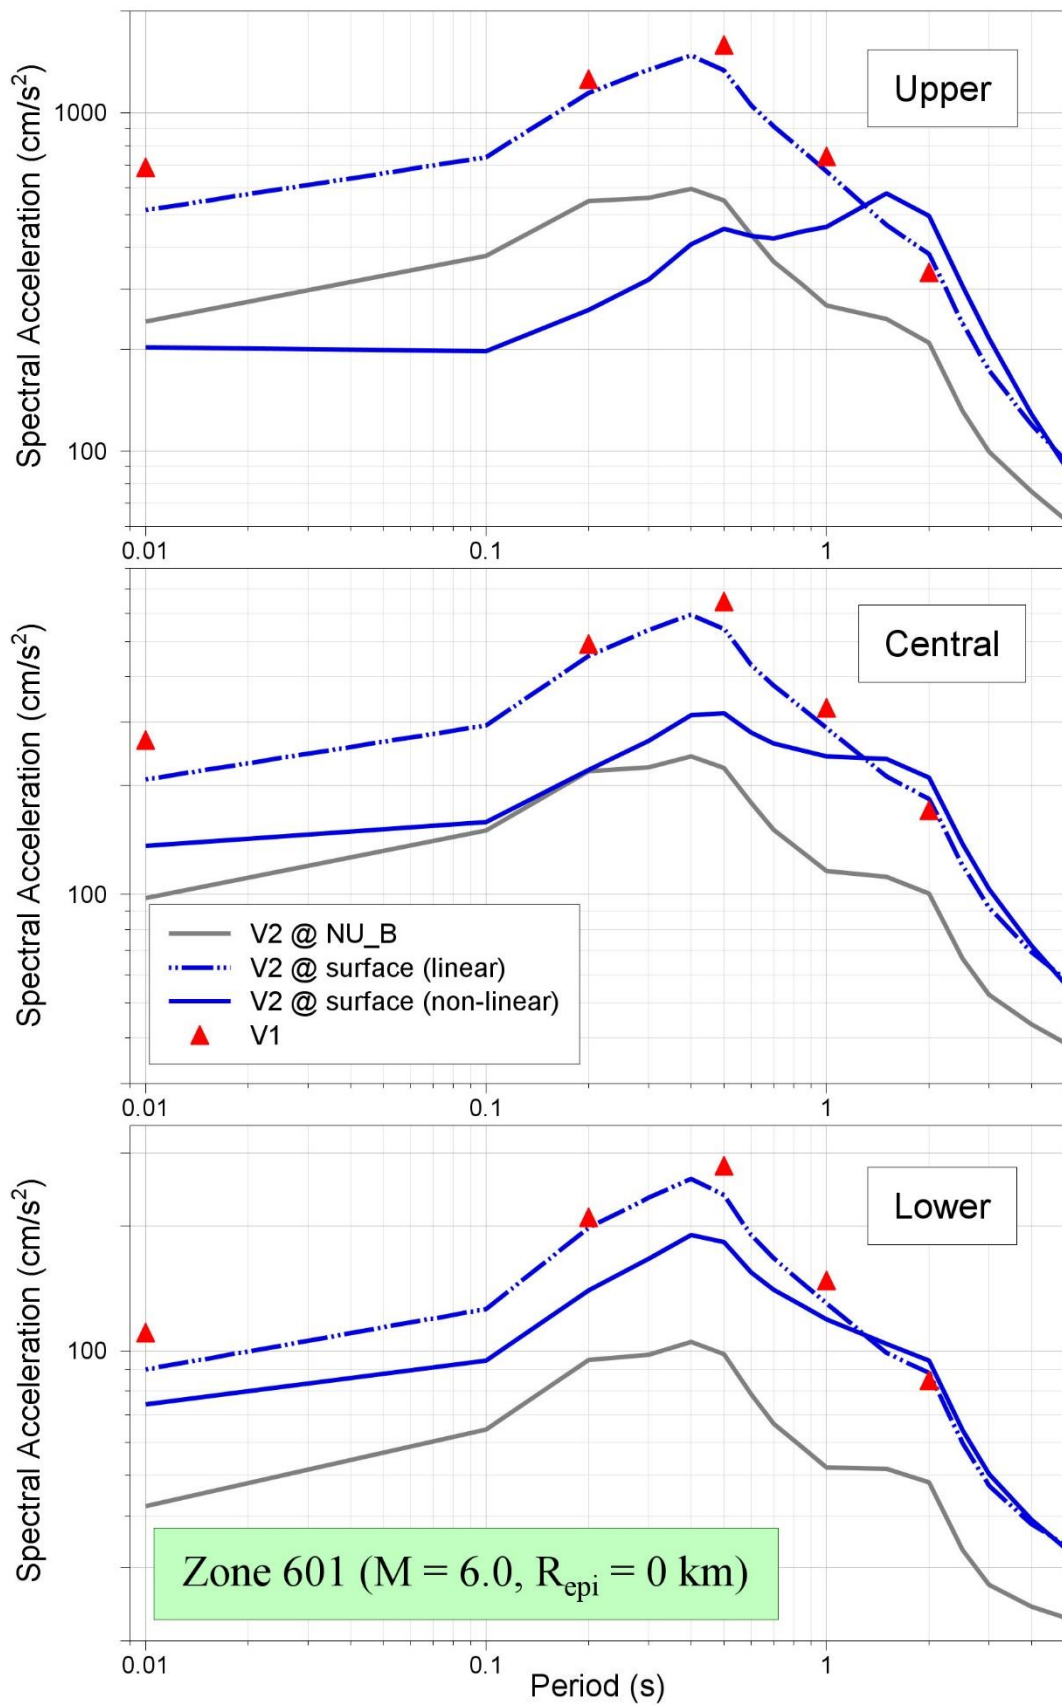 Spectral Acceleration (cm/s²)
1000
100
Upper
0.01 0.1 1
Spectral Acceleration (cm/s²)
100
Central
V2 @ NU_B
V2 @ surface (linear)
V2 @ surface (non-linear)
V1
0.01 0.1 1
Spectral Acceleration (cm/s²)
100
Lower
Zone 601 (M = 6.0, Repi = 0 km)
0.01 0.1 1
Period (s)